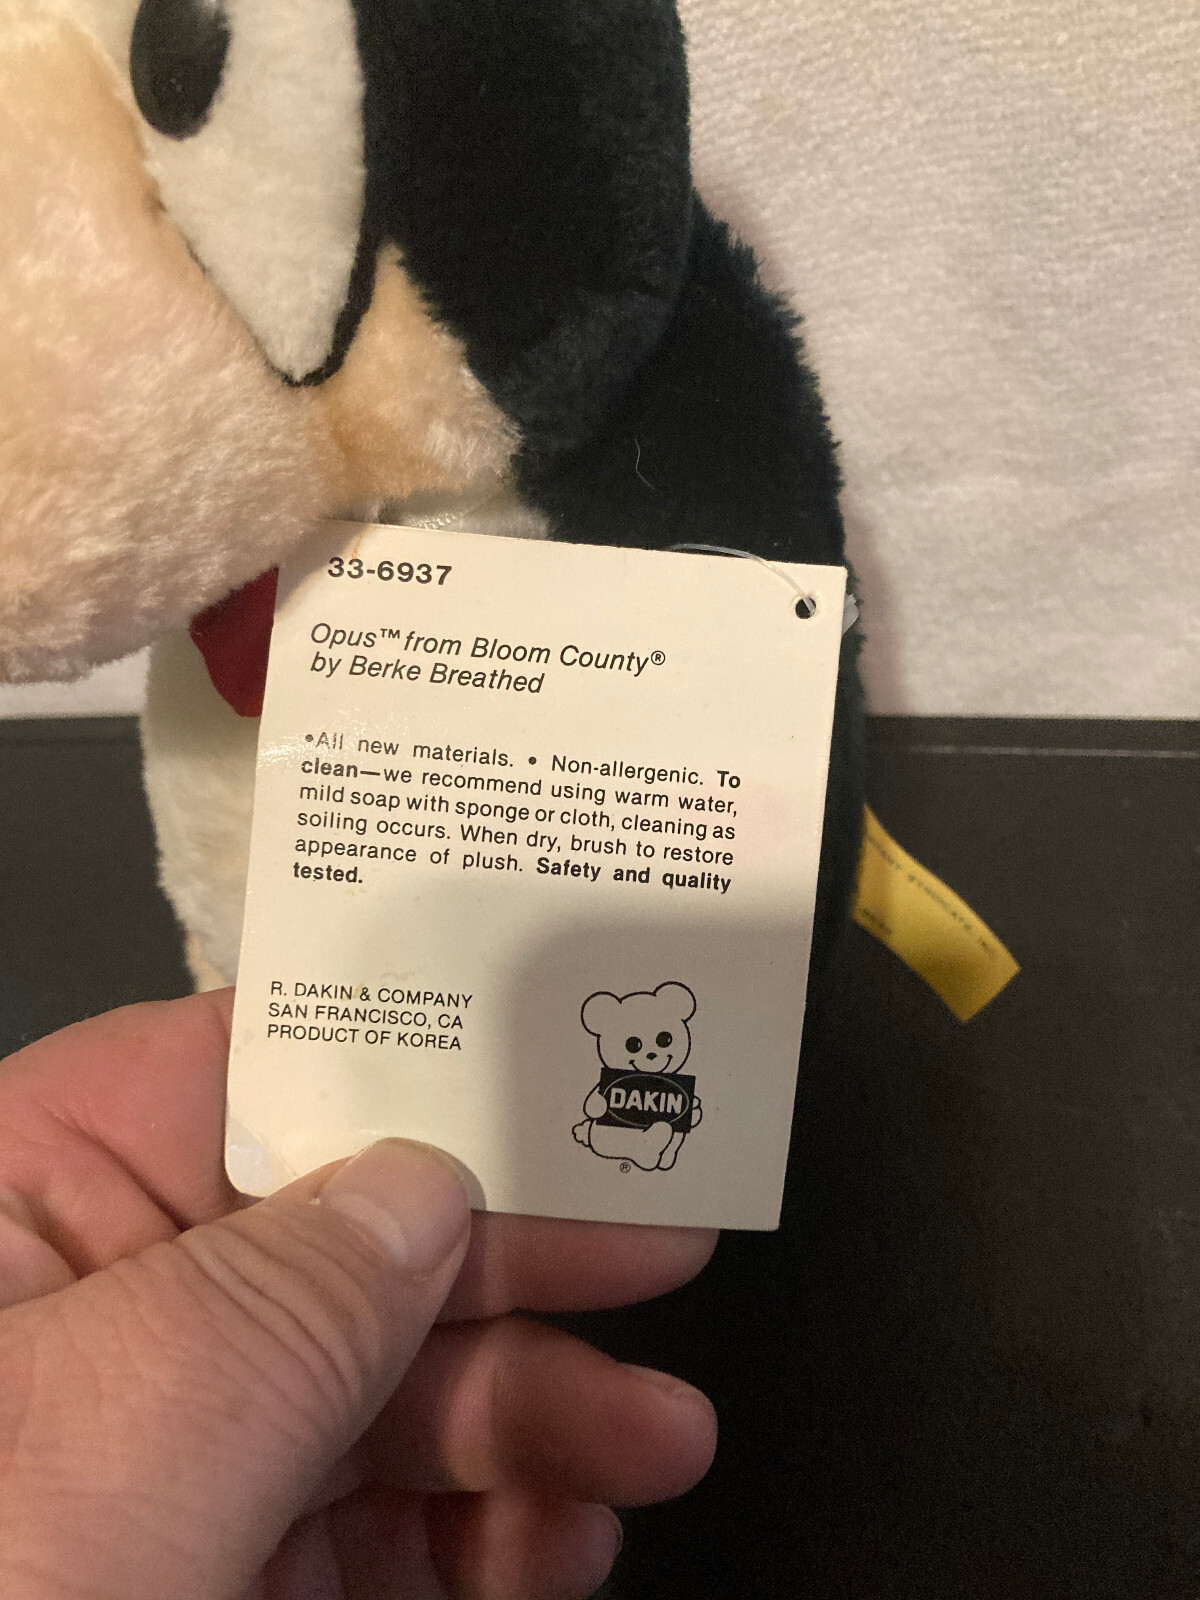 33-6937
Opus™ from Bloom County®
by Berke Breathed
•All new materials. • Non-allergenic. To
clean—we recommend using warm water,
mild soap with sponge or cloth, cleaning as
soiling occurs. When dry, brush to restore
appearance of plush. Safety and quality
tested.
R. DAKIN & COMPANY
SAN FRANCISCO, CA
PRODUCT OF KOREA
DAKIN
®
SYNDICATE, INC.